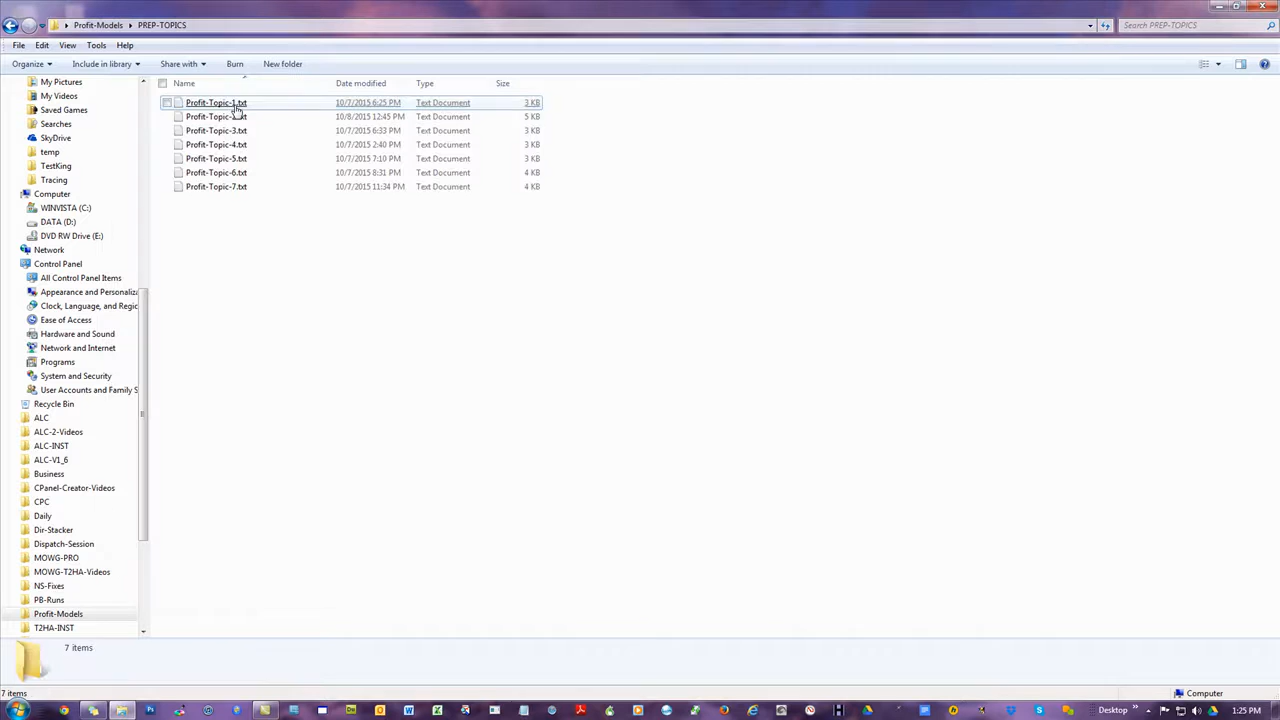 Profit-Models ▸ PREP-TOPICS
Search PREP-TOPICS
File Edit View Tools Help
Organize Include in library Share with Burn New folder
Name Date modified Type Size
Profit-Topic-1.txt 10/7/2015 6:25 PM Text Document 3 KB
Profit-Topic- 10/8/2015 12:45 PM Text Document 5 KB
Profit-Topic-3.txt 10/7/2015 6:33 PM Text Document 3 KB
Profit-Topic-4.txt 10/7/2015 2:40 PM Text Document 3 KB
Profit-Topic-5.txt 10/7/2015 7:10 PM Text Document 3 KB
Profit-Topic-6.txt 10/7/2015 8:31 PM Text Document 4 KB
Profit-Topic-7.txt 10/7/2015 11:34 PM Text Document 4 KB
My Pictures
My Videos
Saved Games
Searches
SkyDrive
temp
TestKing
Tracing
Computer
WINVISTA (C:)
DATA (D:)
DVD RW Drive (E:)
Network
Control Panel
All Control Panel Items
Appearance and Personaliza
Clock, Language, and Regic
Ease of Access
Hardware and Sound
Network and Internet
Programs
System and Security
User Accounts and Family S
Recycle Bin
ALC
ALC-2-Videos
ALC-INST
ALC-V1_6
Business
CPanel-Creator-Videos
CPC
Daily
Dir-Stacker
Dispatch-Session
MOWG-PRO
MOWG-T2HA-Videos
NS-Fixes
PB-Runs
Profit-Models
T2HA-INST
7 items
7 items
Computer
Desktop
1:25 PM